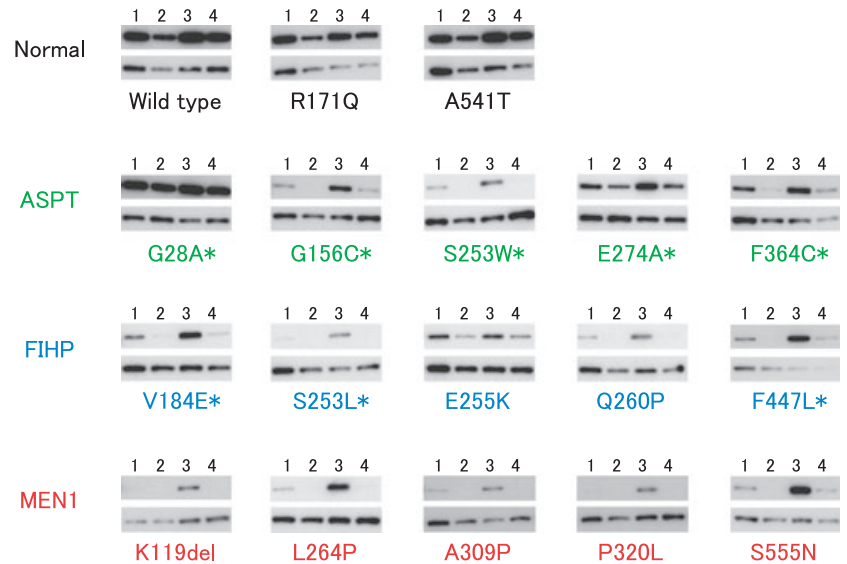 1 2 3 4 1 2 3 4 1 2 3 4
Normal
Wild type R171Q A541T
1 2 3 4 1 2 3 4 1 2 3 4 1 2 3 4 1 2 3 4
ASPT
G28A* G156C* S253W* E274A* F364C*
1 2 3 4 1 2 3 4 1 2 3 4 1 2 3 4 1 2 3 4
FIHP
V184E* S253L* E255K Q260P F447L*
1 2 3 4 1 2 3 4 1 2 3 4 1 2 3 4 1 2 3 4
MEN1
K119del L264P A309P P320L S555N